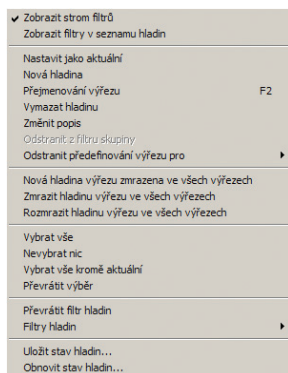 Zobrazit strom filtrů
Zobrazit filtry v seznamu hladin
Nastavit jako aktuální
Nová hladina
Přejmenování výřezu F2
Vymazat hladinu
Změnit popis
Odstranit z filtru skupiny
Odstranit předefinování výřezu pro
Nová hladina výřezu zmrazena ve všech výřezech
Zmrazit hladinu výřezu ve všech výřezech
Rozmrazit hladinu výřezu ve všech výřezech
Vybrat vše
Nevybrat nic
Vybrat vše kromě aktuální
Převrátit výběr
Převrátit filtr hladin
Filtry hladin
Uložit stav hladin...
Obnovit stav hladin...